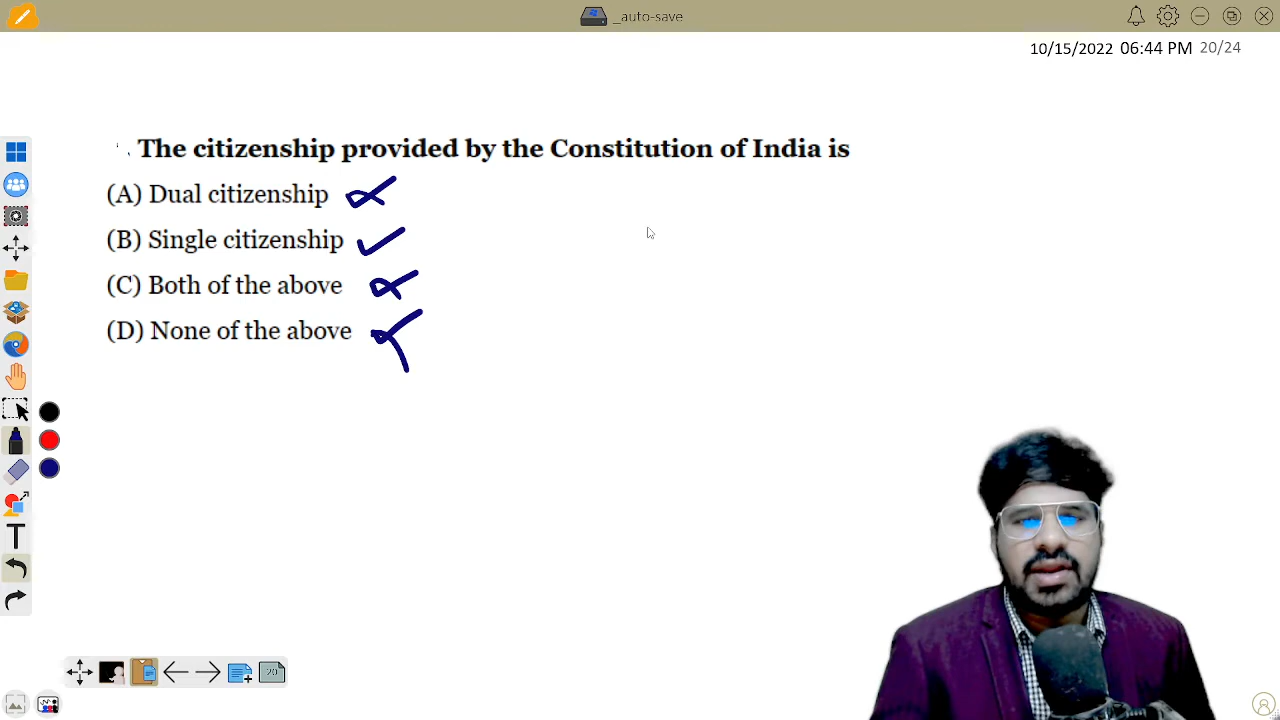 _auto-save
10/15/2022 06:44 PM 20/24
The citizenship provided by the Constitution of India is
(A) Dual citizenship
(B) Single citizenship
(C) Both of the above
(D) None of the above
T
20